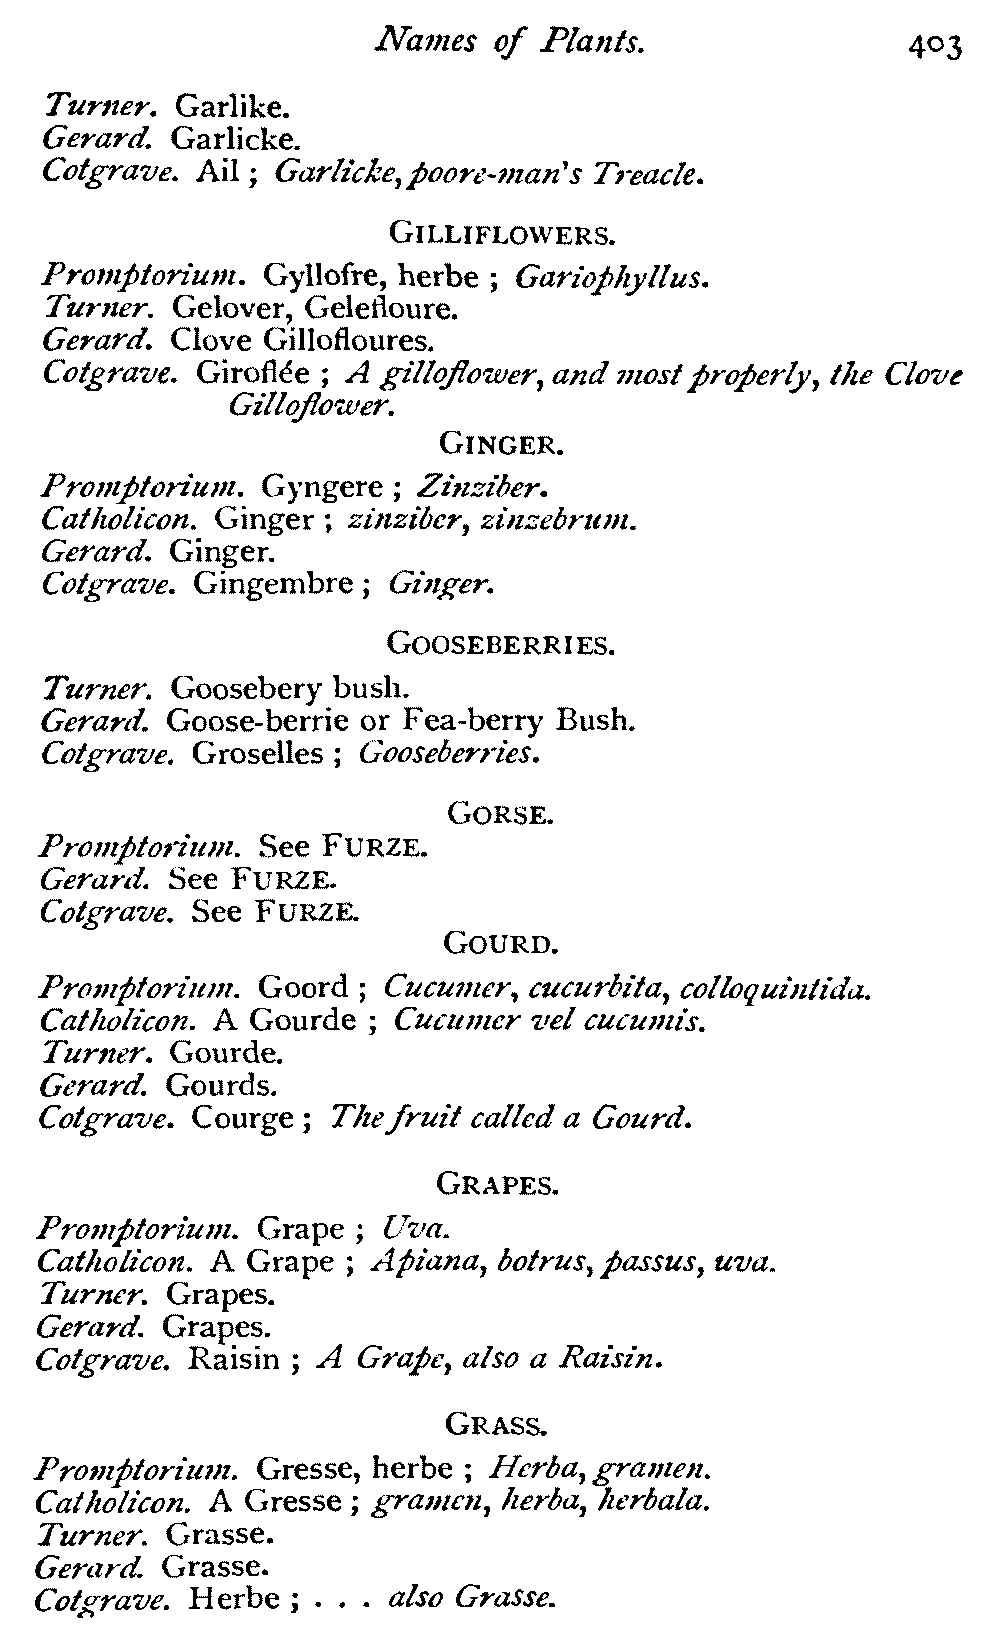 Names of Plants. 403
Turner. Garlike.
Gerard. Garlicke.
Cotgrave. Ail ; Garlicke, poore-man's Treacle.
GILLIFLOWERS.
Promptorium. Gyllofre, herbe ; Gariophyllus.
Turner. Gelover, Gelefloure.
Gerard. Clove Gillofloures.
Cotgrave. Giroflée ; A gilloflower, and most properly, the Clove
Gilloflower.
GINGER.
Promptorium. Gyngere ; Zinziber.
Catholicon. Ginger ; zinziber, zinzebrum.
Gerard. Ginger.
Cotgrave. Gingembre ; Ginger.
GOOSEBERRIES.
Turner. Goosebery bush.
Gerard. Goose-berrie or Fea-berry Bush.
Cotgrave. Groselles ; Gooseberries.
GORSE.
Promptorium. See FURZE.
Gerard. See FURZE.
Cotgrave. See FURZE.
GOURD.
Promptorium. Goord ; Cucumer, cucurbita, colloquintida.
Catholicon. A Gourde ; Cucumer vel cucumis.
Turner. Gourde.
Gerard. Gourds.
Cotgrave. Courge ; The fruit called a Gourd.
GRAPES.
Promptorium. Grape ; Uva.
Catholicon. A Grape ; Apiana, botrus, passus, uva.
Turner. Grapes.
Gerard. Grapes.
Cotgrave. Raisin ; A Grape, also a Raisin.
GRASS.
Promptorium. Gresse, herbe ; Herba, gramen.
Catholicon. A Gresse ; gramen, herba, herbala.
Turner. Grasse.
Gerard. Grasse.
Cotgrave. Herbe ; . . . also Grasse.